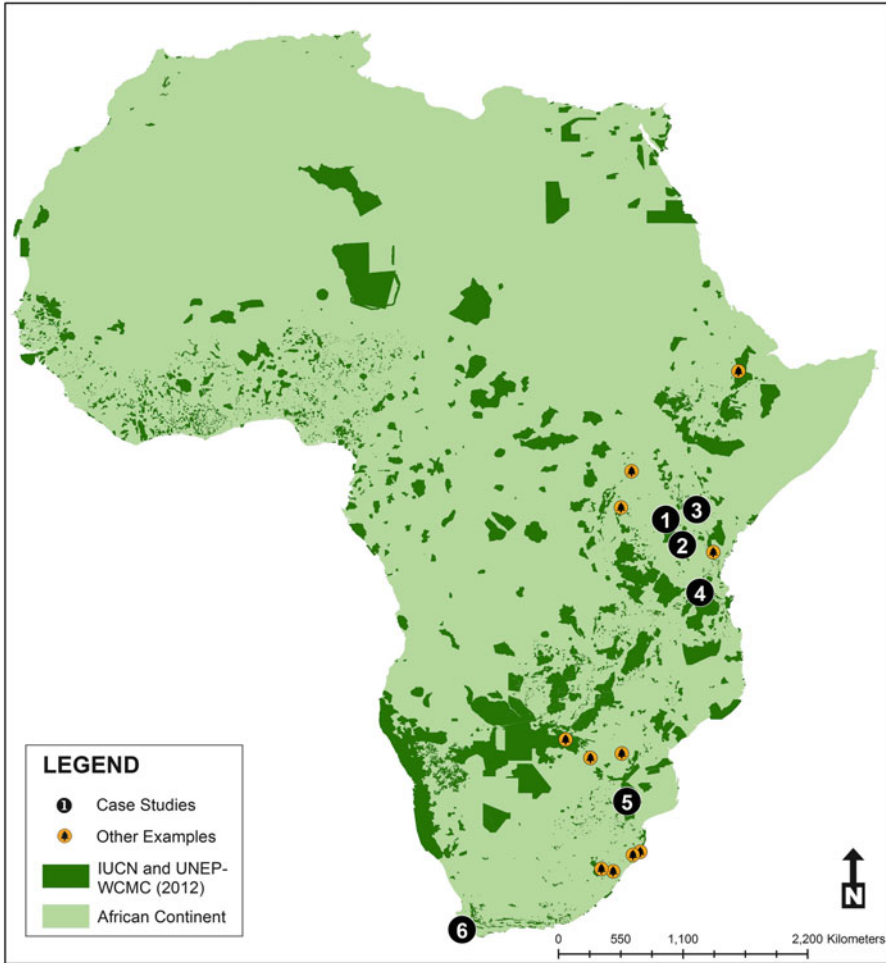 1
3
2
4
5
6
LEGEND
1 Case Studies
Other Examples
IUCN and UNEP-
WCMC (2012)
African Continent
N
0 550 1,100 2,200 Kilometers